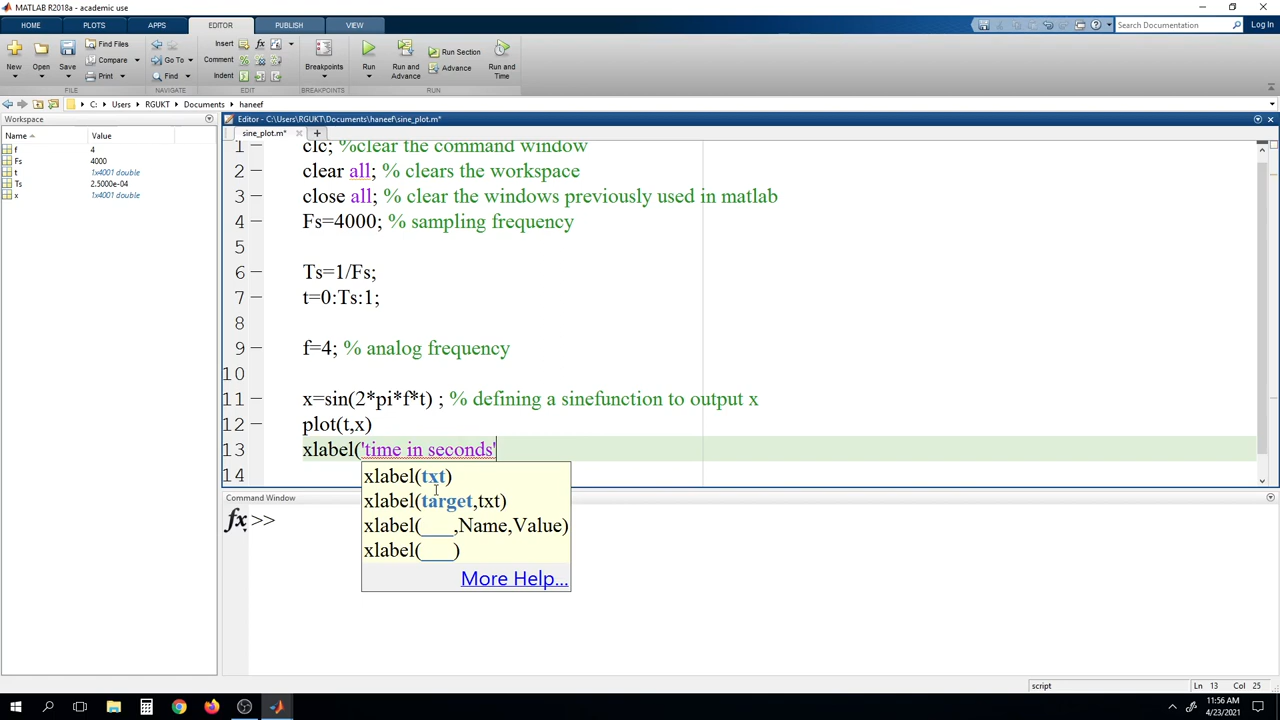 MATLAB R2018a - academic use
HOME PLOTS APPS EDITOR PUBLISH VIEW Search Documentation Log In
New Open Save Find Files Compare Print Go To Find Insert Comment Indent Breakpoints Run Run and Advance Run Section Advance Run and Time
FILE NAVIGATE EDIT BREAKPOINTS RUN
C: Users RGUKT Documents haneef
Workspace
Name Value
f 4
Fs 4000
t 1x4001 double
Ts 2.5000e-04
x 1x4001 double
Editor - C:\Users\RGUKT\Documents\haneef\sine_plot.m*
sine_plot.m*
1 clc; %clear the command window
2 clear all; % clears the workspace
3 close all; % clear the windows previously used in matlab
4 Fs=4000; % sampling frequency
5
6 Ts=1/Fs;
7 t=0:Ts:1;
8
9 f=4; % analog frequency
10
11 x=sin(2*pi*f*t) ; % defining a sinefunction to output x
12 plot(t,x)
13 xlabel('time in seconds'
14
xlabel(txt)
xlabel(target,txt)
xlabel(___,Name,Value)
xlabel(___)
More Help...
Command Window
fx >>
script Ln 13 Col 25
11:56 AM
4/23/2021